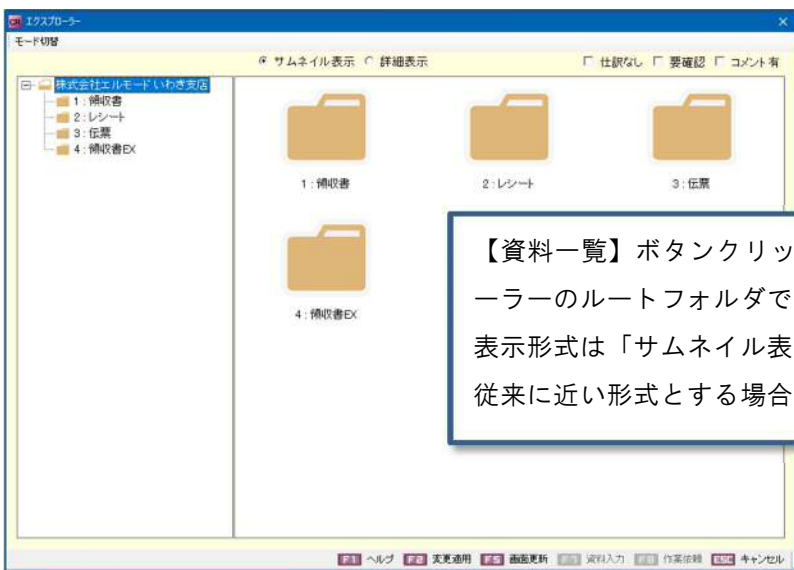 CR エクスプローラー
モード切替
サムネイル表示 詳細表示 仕訳なし 要確認 コメント有
株式会社エルモード いわき支店
1:領収書
2:レシート
3:伝票
4:領収書EX
1:領収書 2:レシート 3:伝票
4:領収書EX
【資料一覧】ボタンクリッ
ーラーのルートフォルダで
表示形式は「サムネイル表
従来に近い形式とする場合
F1 ヘルプ F2 変更適用 F5 画面更新 F7 資料入力 F8 作業依頼 ESC キャンセル